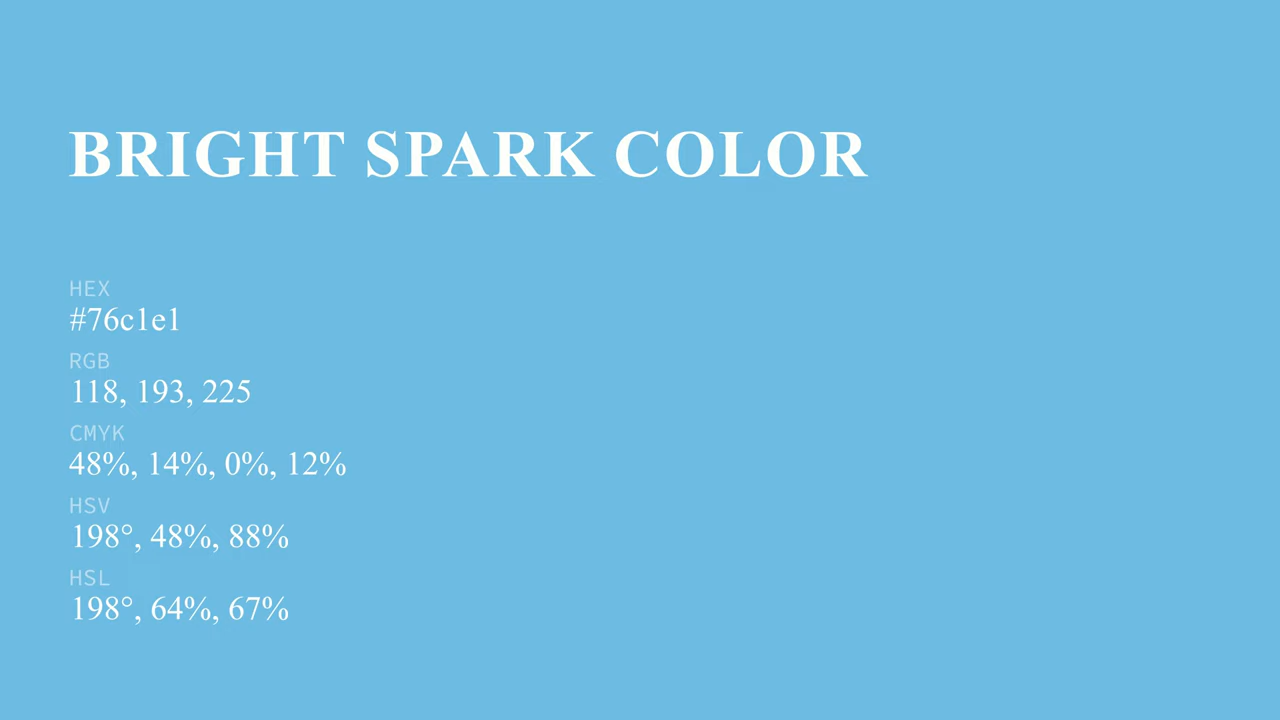 BRIGHT SPARK COLOR
HEX
#76c1e1
RGB
118, 193, 225
CMYK
48%, 14%, 0%, 12%
HSV
198°, 48%, 88%
HSL
198°, 64%, 67%